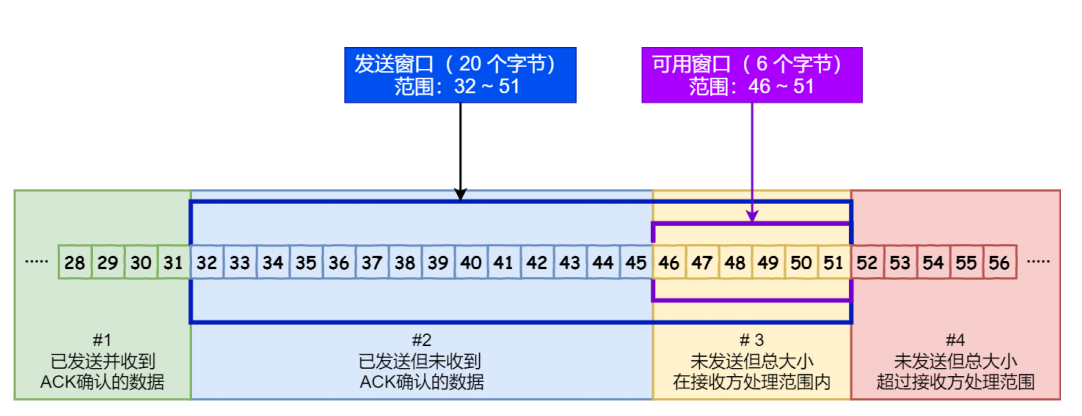 发送窗口（20 个字节）
范围：32 ~ 51
可用窗口（6 个字节）
范围：46 ~ 51
····· 28 29 30 31 32 33 34 35 36 37 38 39 40 41 42 43 44 45 46 47 48 49 50 51 52 53 54 55 56 ·····
#1
已发送并收到
ACK确认的数据
#2
已发送但未收到
ACK确认的数据
# 3
未发送但总大小
在接收方处理范围内
#4
未发送但总大小
超过接收方处理范围